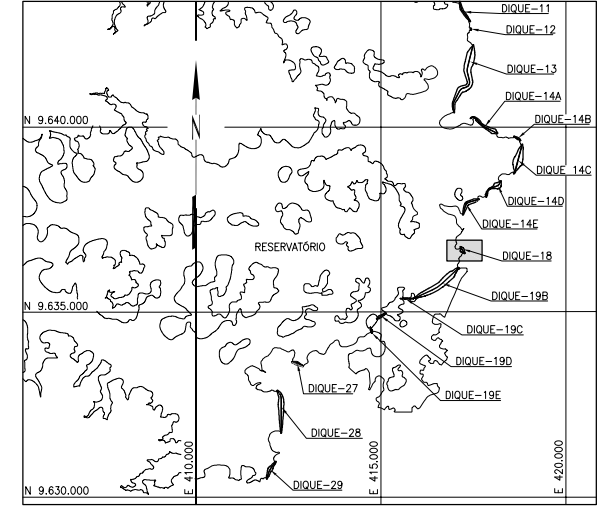 DIQUE-11
DIQUE-12
DIQUE-13
DIQUE-14A
N 9.640.000
DIQUE-14B
N
DIQUE 14C
DIQUE-14D
DIQUE-14E
RESERVATÓRIO
DIQUE-18
DIQUE-19B
N 9.635.000
DIQUE-19C
DIQUE-19D
DIQUE-27
DIQUE-19E
DIQUE-28
E 410.000
E 415.000
E 420.000
DIQUE-29
N 9.630.000